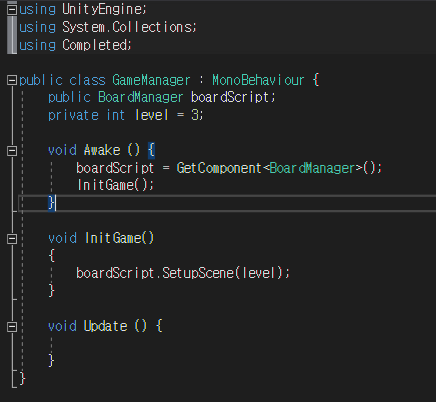 using UnityEngine;
using System.Collections;
using Completed;
public class GameManager : MonoBehaviour {
public BoardManager boardScript;
private int level = 3;
void Awake () {
boardScript = GetComponent<BoardManager>();
InitGame();
}
void InitGame()
{
boardScript.SetupScene(level);
}
void Update () {
}
}